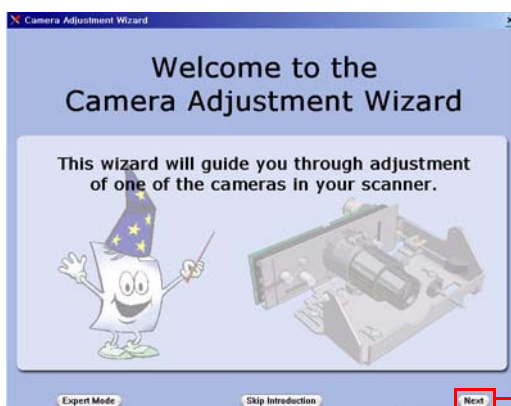 Camera Adjustment Wizard
Welcome to the
Camera Adjustment Wizard
This wizard will guide you through adjustment
of one of the cameras in your scanner.
Expert Mode
Skip Introduction
Next